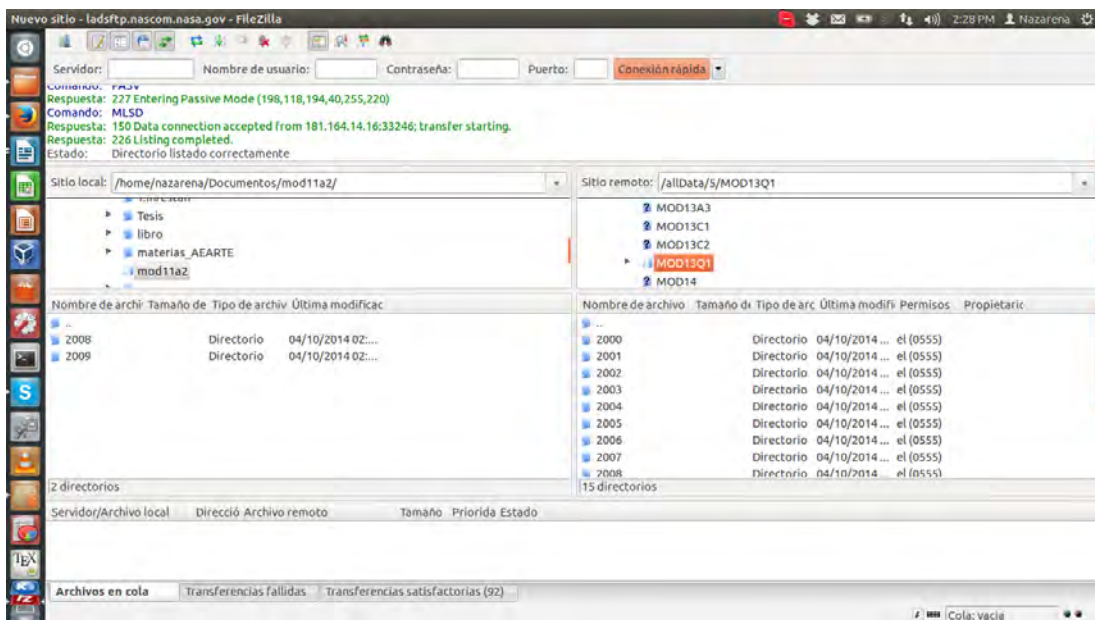 Nuevo sitio - ladsftp.nascom.nasa.gov - FileZilla 2:28 PM Nazarena
Servidor: Nombre de usuario: Contraseña: Puerto: Conexión rápida
Comando: PASV
Respuesta: 227 Entering Passive Mode (198,118,194,40,255,220)
Comando: MLSD
Respuesta: 150 Data connection accepted from 181.164.14.16:33246; transfer starting.
Respuesta: 226 Listing completed.
Estado: Directorio listado correctamente
Sitio local: /home/nazarena/Documentos/mod11a2/
Tesis
libro
materias_AEARTE
mod11a2
Nombre de archi Tamaño de Tipo de archiv Última modificac
..
2008 Directorio 04/10/2014 02:...
2009 Directorio 04/10/2014 02:...
2 directorios
Sitio remoto: /allData/5/MOD13Q1
MOD13A3
MOD13C1
MOD13C2
MOD13Q1
MOD14
Nombre de archivo Tamaño de Tipo de arc Última modifi Permisos Propietaric
..
2000 Directorio 04/10/2014 ... el (0555)
2001 Directorio 04/10/2014 ... el (0555)
2002 Directorio 04/10/2014 ... el (0555)
2003 Directorio 04/10/2014 ... el (0555)
2004 Directorio 04/10/2014 ... el (0555)
2005 Directorio 04/10/2014 ... el (0555)
2006 Directorio 04/10/2014 ... el (0555)
2007 Directorio 04/10/2014 ... el (0555)
2008 Directorio 04/10/2014 ... el (0555)
15 directorios
Servidor/Archivo local Direcció Archivo remoto Tamaño Priorida Estado
Archivos en cola Transferencias fallidas Transferencias satisfactorias (92)
Cola: vacia